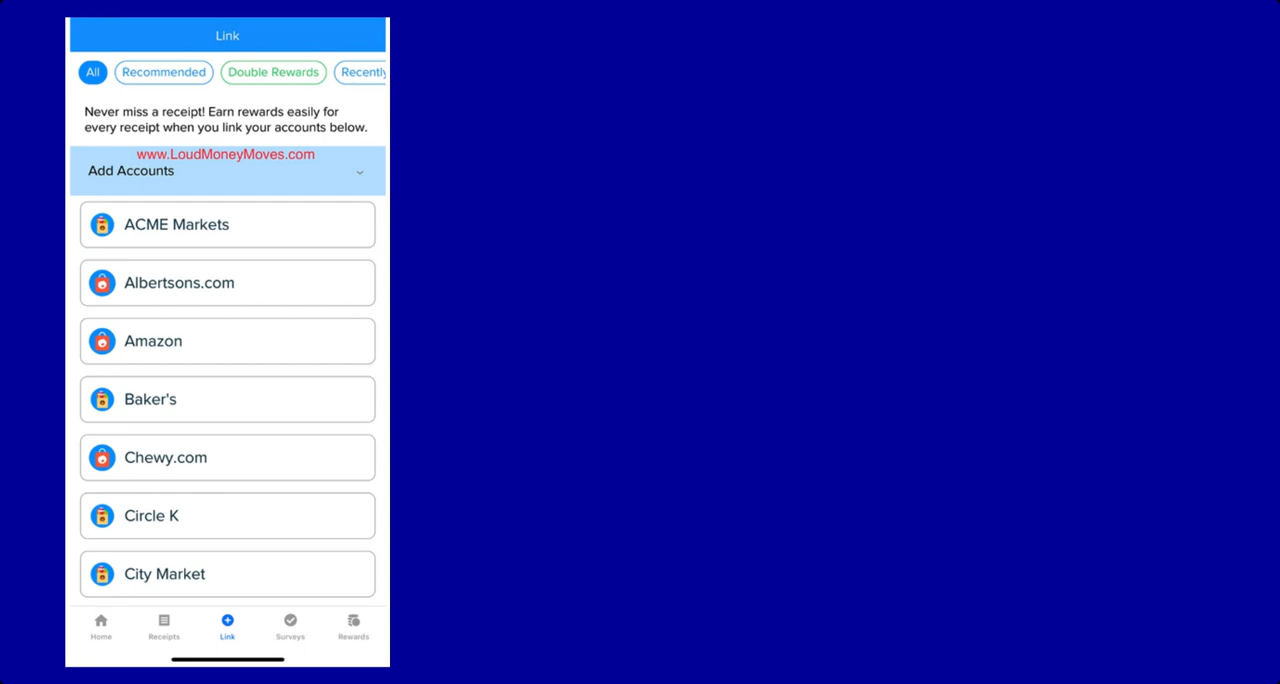 Link
All Recommended Double Rewards Recently
Never miss a receipt! Earn rewards easily for
every receipt when you link your accounts below.
www.LoudMoneyMoves.com
Add Accounts
ACME Markets
Albertsons.com
Amazon
Baker's
Chewy.com
Circle K
City Market
Home Receipts Link Surveys Rewards